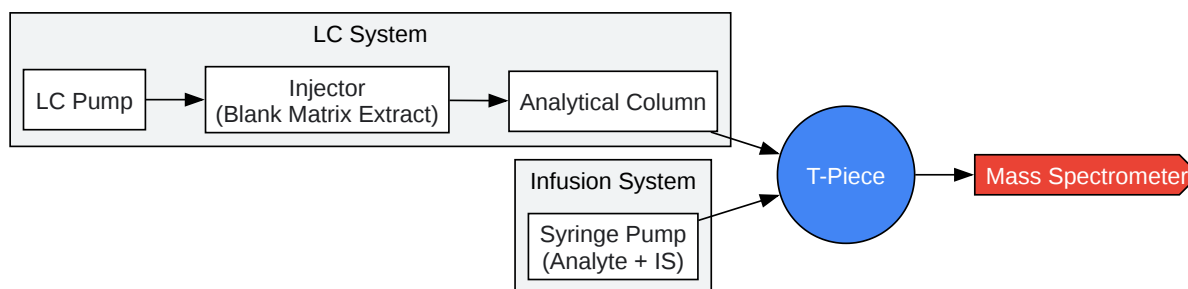 LC System
LC Pump
Injector
(Blank Matrix Extract)
Analytical Column
Infusion System
Syringe Pump
(Analyte + IS)
T-Piece
Mass Spectrometer